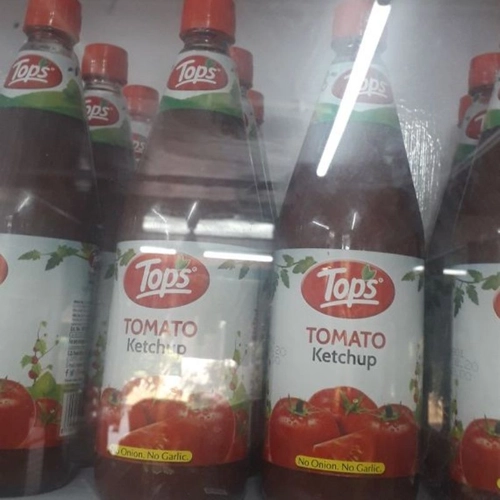 Tops
Tops
Tops
Tops
TOMATO
Ketchup
No Onion. No Garlic.
Tops
TOMATO
Ketchup
No Onion. No Garlic.